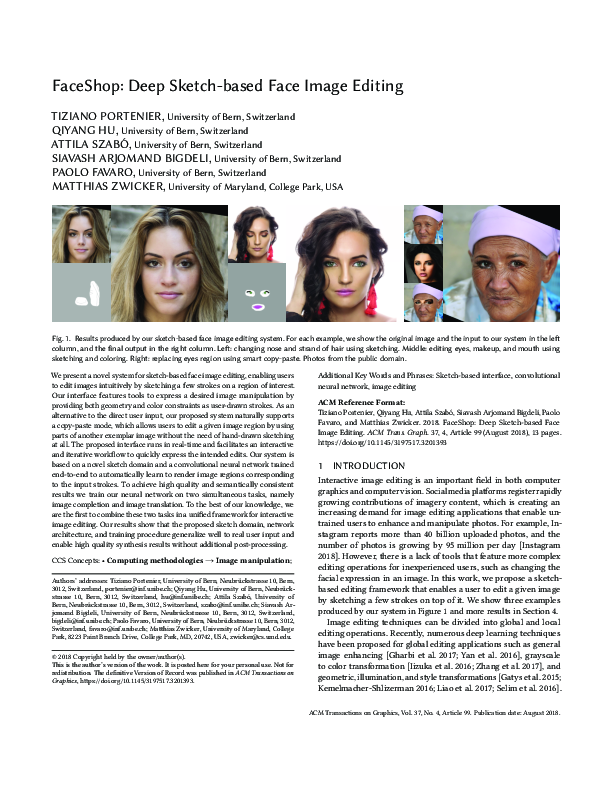 FaceShop: Deep Sketch-based Face Image Editing
TIZIANO PORTENIER, University of Bern, Switzerland
QIYANG HU, University of Bern, Switzerland
ATTILA SZABÓ, University of Bern, Switzerland
SIAVASH ARJOMAND BIGDELI, University of Bern, Switzerland
PAOLO FAVARO, University of Bern, Switzerland
MATTHIAS ZWICKER, University of Maryland, College Park, USA
Fig. 1. Results produced by our sketch-based face image editing system. For each example, we show the original image and the input to our system in the left
column, and the final output in the right column. Left: changing nose and strand of hair using sketching. Middle: editing eyes, makeup, and mouth using
sketching and coloring. Right: replacing eyes region using smart copy-paste. Photos from the public domain.
We present a novel system for sketch-based face image editing, enabling users
to edit images intuitively by sketching a few strokes on a region of interest.
Our interface features tools to express a desired image manipulation by
providing both geometry and color constraints as user-drawn strokes. As an
alternative to the direct user input, our proposed system naturally supports
a copy-paste mode, which allows users to edit a given image region by using
parts of another exemplar image without the need of hand-drawn sketching
at all. The proposed interface runs in real-time and facilitates an interactive
and iterative workflow to quickly express the intended edits. Our system is
based on a novel sketch domain and a convolutional neural network trained
end-to-end to automatically learn to render image regions corresponding
to the input strokes. To achieve high quality and semantically consistent
results we train our neural network on two simultaneous tasks, namely
image completion and image translation. To the best of our knowledge, we
are the first to combine these two tasks in a unified framework for interactive
image editing. Our results show that the proposed sketch domain, network
architecture, and training procedure generalize well to real user input and
enable high quality synthesis results without additional post-processing.
CCS Concepts: • Computing methodologies → Image manipulation;
Authors' addresses: Tiziano Portenier, University of Bern, Neubrückstrasse 10, Bern,
3012, Switzerland, portenier@inf.unibe.ch; Qiyang Hu, University of Bern, Neubrück-
strasse 10, Bern, 3012, Switzerland, hu@inf.unibe.ch; Attila Szabó, University of
Bern, Neubrückstrasse 10, Bern, 3012, Switzerland, szabo@inf.unibe.ch; Siavash Ar-
jomand Bigdeli, University of Bern, Neubrückstrasse 10, Bern, 3012, Switzerland,
bigdeli@inf.unibe.ch; Paolo Favaro, University of Bern, Neubrückstrasse 10, Bern, 3012,
Switzerland, favaro@inf.unibe.ch; Matthias Zwicker, University of Maryland, College
Park, 8223 Paint Branch Drive, College Park, MD, 20742, USA, zwicker@cs.umd.edu.
© 2018 Copyright held by the owner/author(s).
This is the author's version of the work. It is posted here for your personal use. Not for
redistribution. The definitive Version of Record was published in ACM Transactions on
Graphics, https://doi.org/10.1145/3197517.3201393.
Additional Key Words and Phrases: Sketch-based interface, convolutional
neural network, image editing
ACM Reference Format:
Tiziano Portenier, Qiyang Hu, Attila Szabó, Siavash Arjomand Bigdeli, Paolo
Favaro, and Matthias Zwicker. 2018. FaceShop: Deep Sketch-based Face
Image Editing. ACM Trans. Graph. 37, 4, Article 99 (August 2018), 13 pages.
https://doi.org/10.1145/3197517.3201393
1 INTRODUCTION
Interactive image editing is an important field in both computer
graphics and computer vision. Social media platforms register rapidly
growing contributions of imagery content, which is creating an
increasing demand for image editing applications that enable un-
trained users to enhance and manipulate photos. For example, In-
stagram reports more than 40 billion uploaded photos, and the
number of photos is growing by 95 million per day [Instagram
2018]. However, there is a lack of tools that feature more complex
editing operations for inexperienced users, such as changing the
facial expression in an image. In this work, we propose a sketch-
based editing framework that enables a user to edit a given image
by sketching a few strokes on top of it. We show three examples
produced by our system in Figure 1 and more results in Section 4.
Image editing techniques can be divided into global and local
editing operations. Recently, numerous deep learning techniques
have been proposed for global editing applications such as general
image enhancing [Gharbi et al. 2017; Yan et al. 2016], grayscale
to color transformation [Iizuka et al. 2016; Zhang et al. 2017], and
geometric, illumination, and style transformations [Gatys et al. 2015;
Kemelmacher-Shlizerman 2016; Liao et al. 2017; Selim et al. 2016].
ACM Transactions on Graphics, Vol. 37, No. 4, Article 99. Publication date: August 2018.